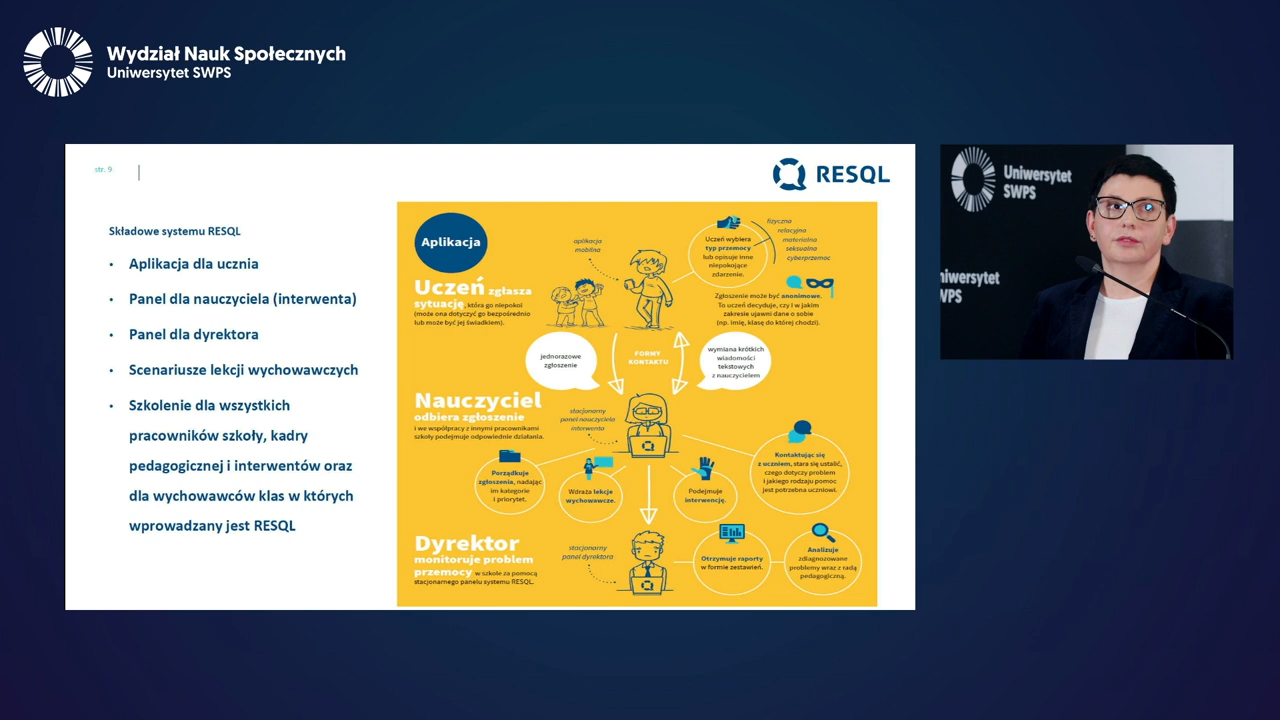 Wydział Nauk Społecznych
Uniwersytet SWPS
str. 9
RESQL
Składowe systemu RESQL
• Aplikacja dla ucznia
• Panel dla nauczyciela (interwenta)
• Panel dla dyrektora
• Scenariusze lekcji wychowawczych
• Szkolenie dla wszystkich
pracowników szkoły, kadry
pedagogicznej i interwentów oraz
dla wychowawców klas w których
wprowadzany jest RESQL
Aplikacja
Uczeń zgłasza
sytuację, która go niepokoi
(może ona dotyczyć go bezpośrednio
lub może być jej świadkiem).
aplikacja
mobilna
Uczeń wybiera
typ przemocy
lub opisuje inne
niepokojące
zdarzenie.
fizyczna
relacyjna
materialna
seksualna
cyberprzemoc
Zgłoszenie może być anonimowe.
To uczeń decyduje, czy i w jakim
zakresie ujawni dane o sobie
(np. imię, klasę do której chodzi).
jednorazowe
zgłoszenie
FORMY
KONTAKTU
wymiana krótkich
wiadomości
tekstowych
z nauczycielem
Nauczyciel
odbiera zgłoszenie
i we współpracy z innymi pracownikami
szkoły podejmuje odpowiednie działania.
stacjonarny
panel nauczyciela
interwenta
Porządkuje
zgłoszenia, nadając
im kategorie
i priorytet.
Wdraża lekcje
wychowawcze.
Podejmuje
interwencję.
Kontaktując się
z uczniem, stara się ustalić,
czego dotyczy problem
i jakiego rodzaju pomoc
jest potrzebna uczniowi.
Dyrektor
monitoruje problem
przemocy w szkole za pomocą
stacjonarnego panelu systemu RESQL.
stacjonarny
panel dyrektora
Otrzymuje raporty
w formie zestawień.
Analizuje
zdiagnozowane
problemy wraz z radą
pedagogiczną.
Uniwersytet
SWPS
niwersytet
WPS